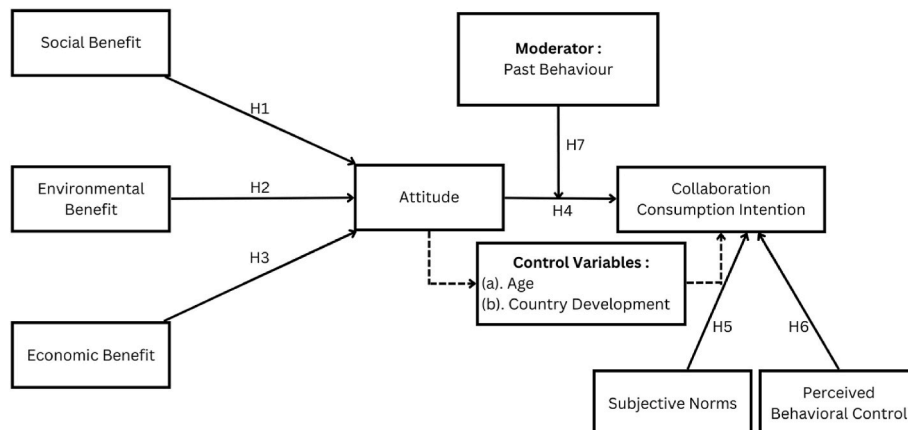 Social Benefit
Moderator :
Past Behaviour
H1
H7
Environmental
Benefit
H2
Attitude
H4
Collaboration
Consumption Intention
H3
Control Variables :
(a). Age
(b). Country Development
Economic Benefit
H5
H6
Subjective Norms
Perceived
Behavioral Control